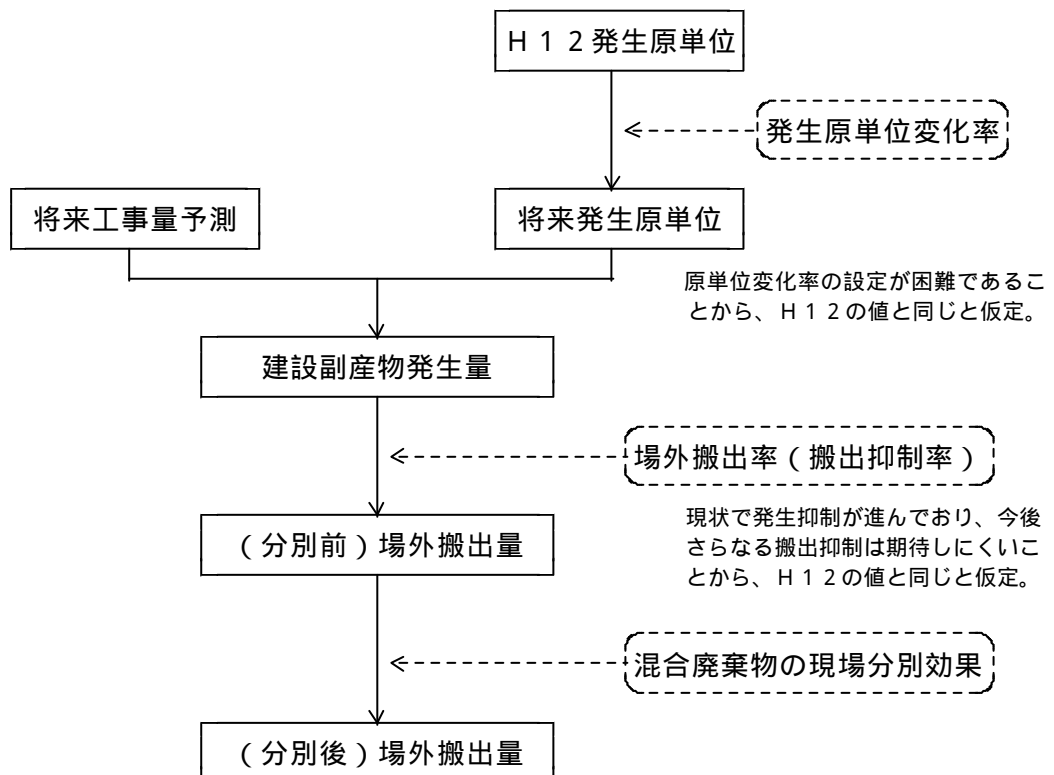 H12発生原単位
発生原単位変化率
将来工事量予測
将来発生原単位
原単位変化率の設定が困難であるこ
とから、H12の値と同じと仮定。
建設副産物発生量
場外搬出率(搬出抑制率)
(分別前)場外搬出量
現状で発生抑制が進んでおり、今後
さらなる搬出抑制は期待しにくいこ
とから、H12の値と同じと仮定。
混合廃棄物の現場分別効果
(分別後)場外搬出量